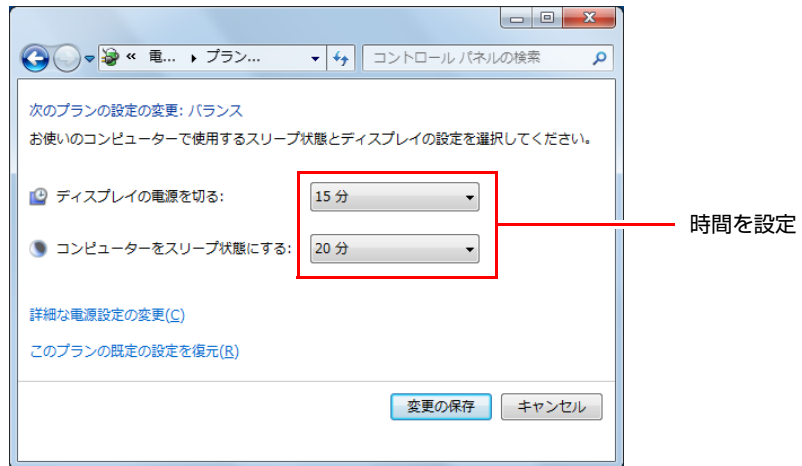 « 電... ▸ プラン...
コントロール パネルの検索
次のプランの設定の変更: バランス
お使いのコンピューターで使用するスリープ状態とディスプレイの設定を選択してください。
ディスプレイの電源を切る: 15 分
時間を設定
コンピューターをスリープ状態にする: 20 分
詳細な電源設定の変更(C)
このプランの既定の設定を復元(R)
変更の保存 キャンセル